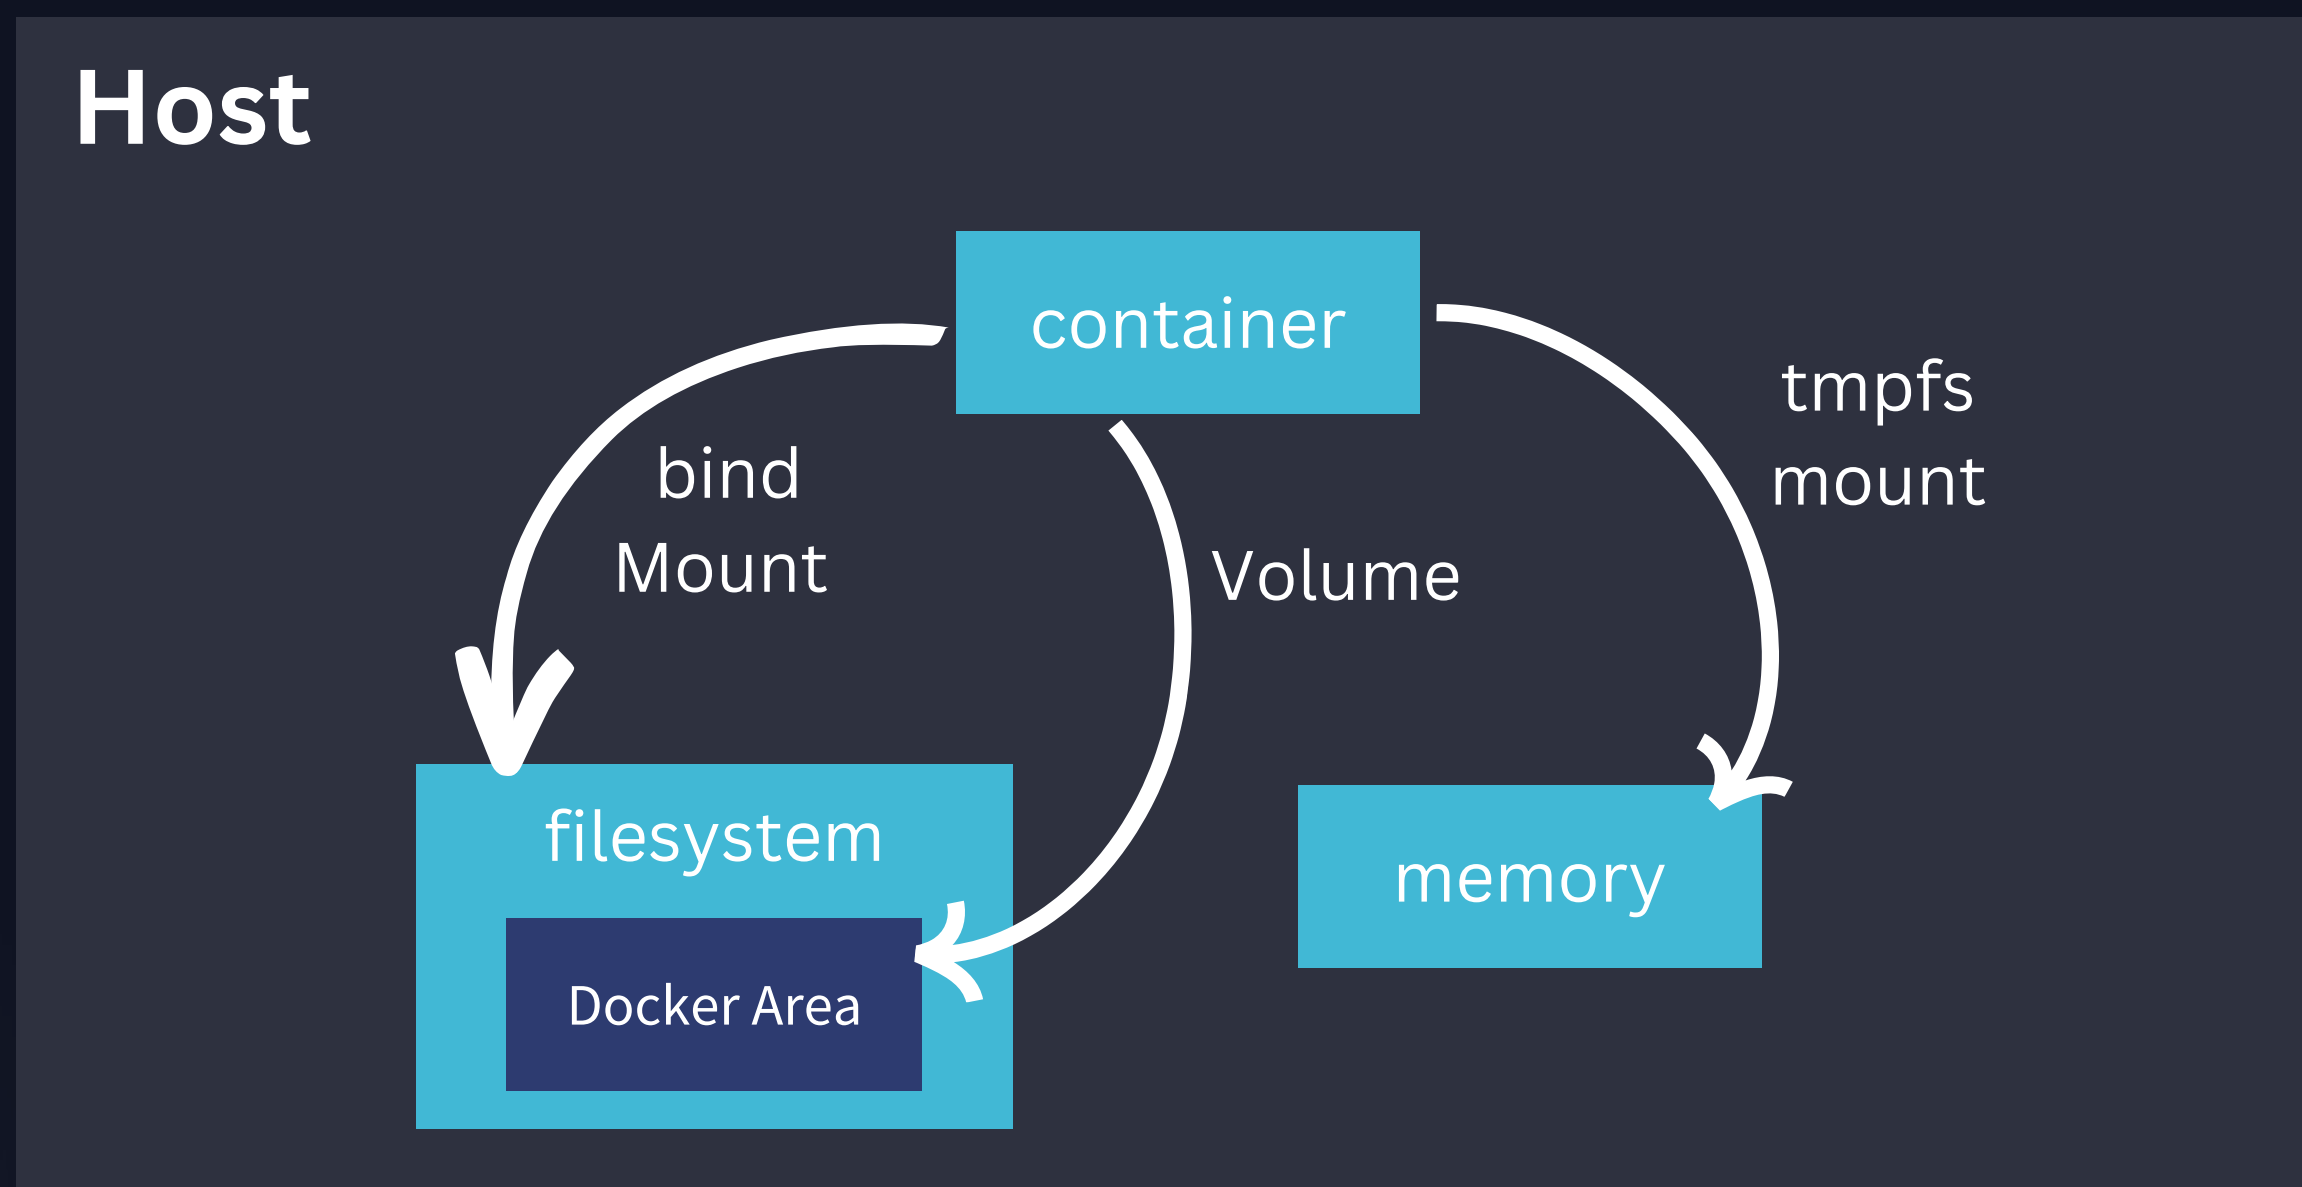 Host
container
bind
Mount
Volume
tmpfs
mount
filesystem
Docker Area
memory